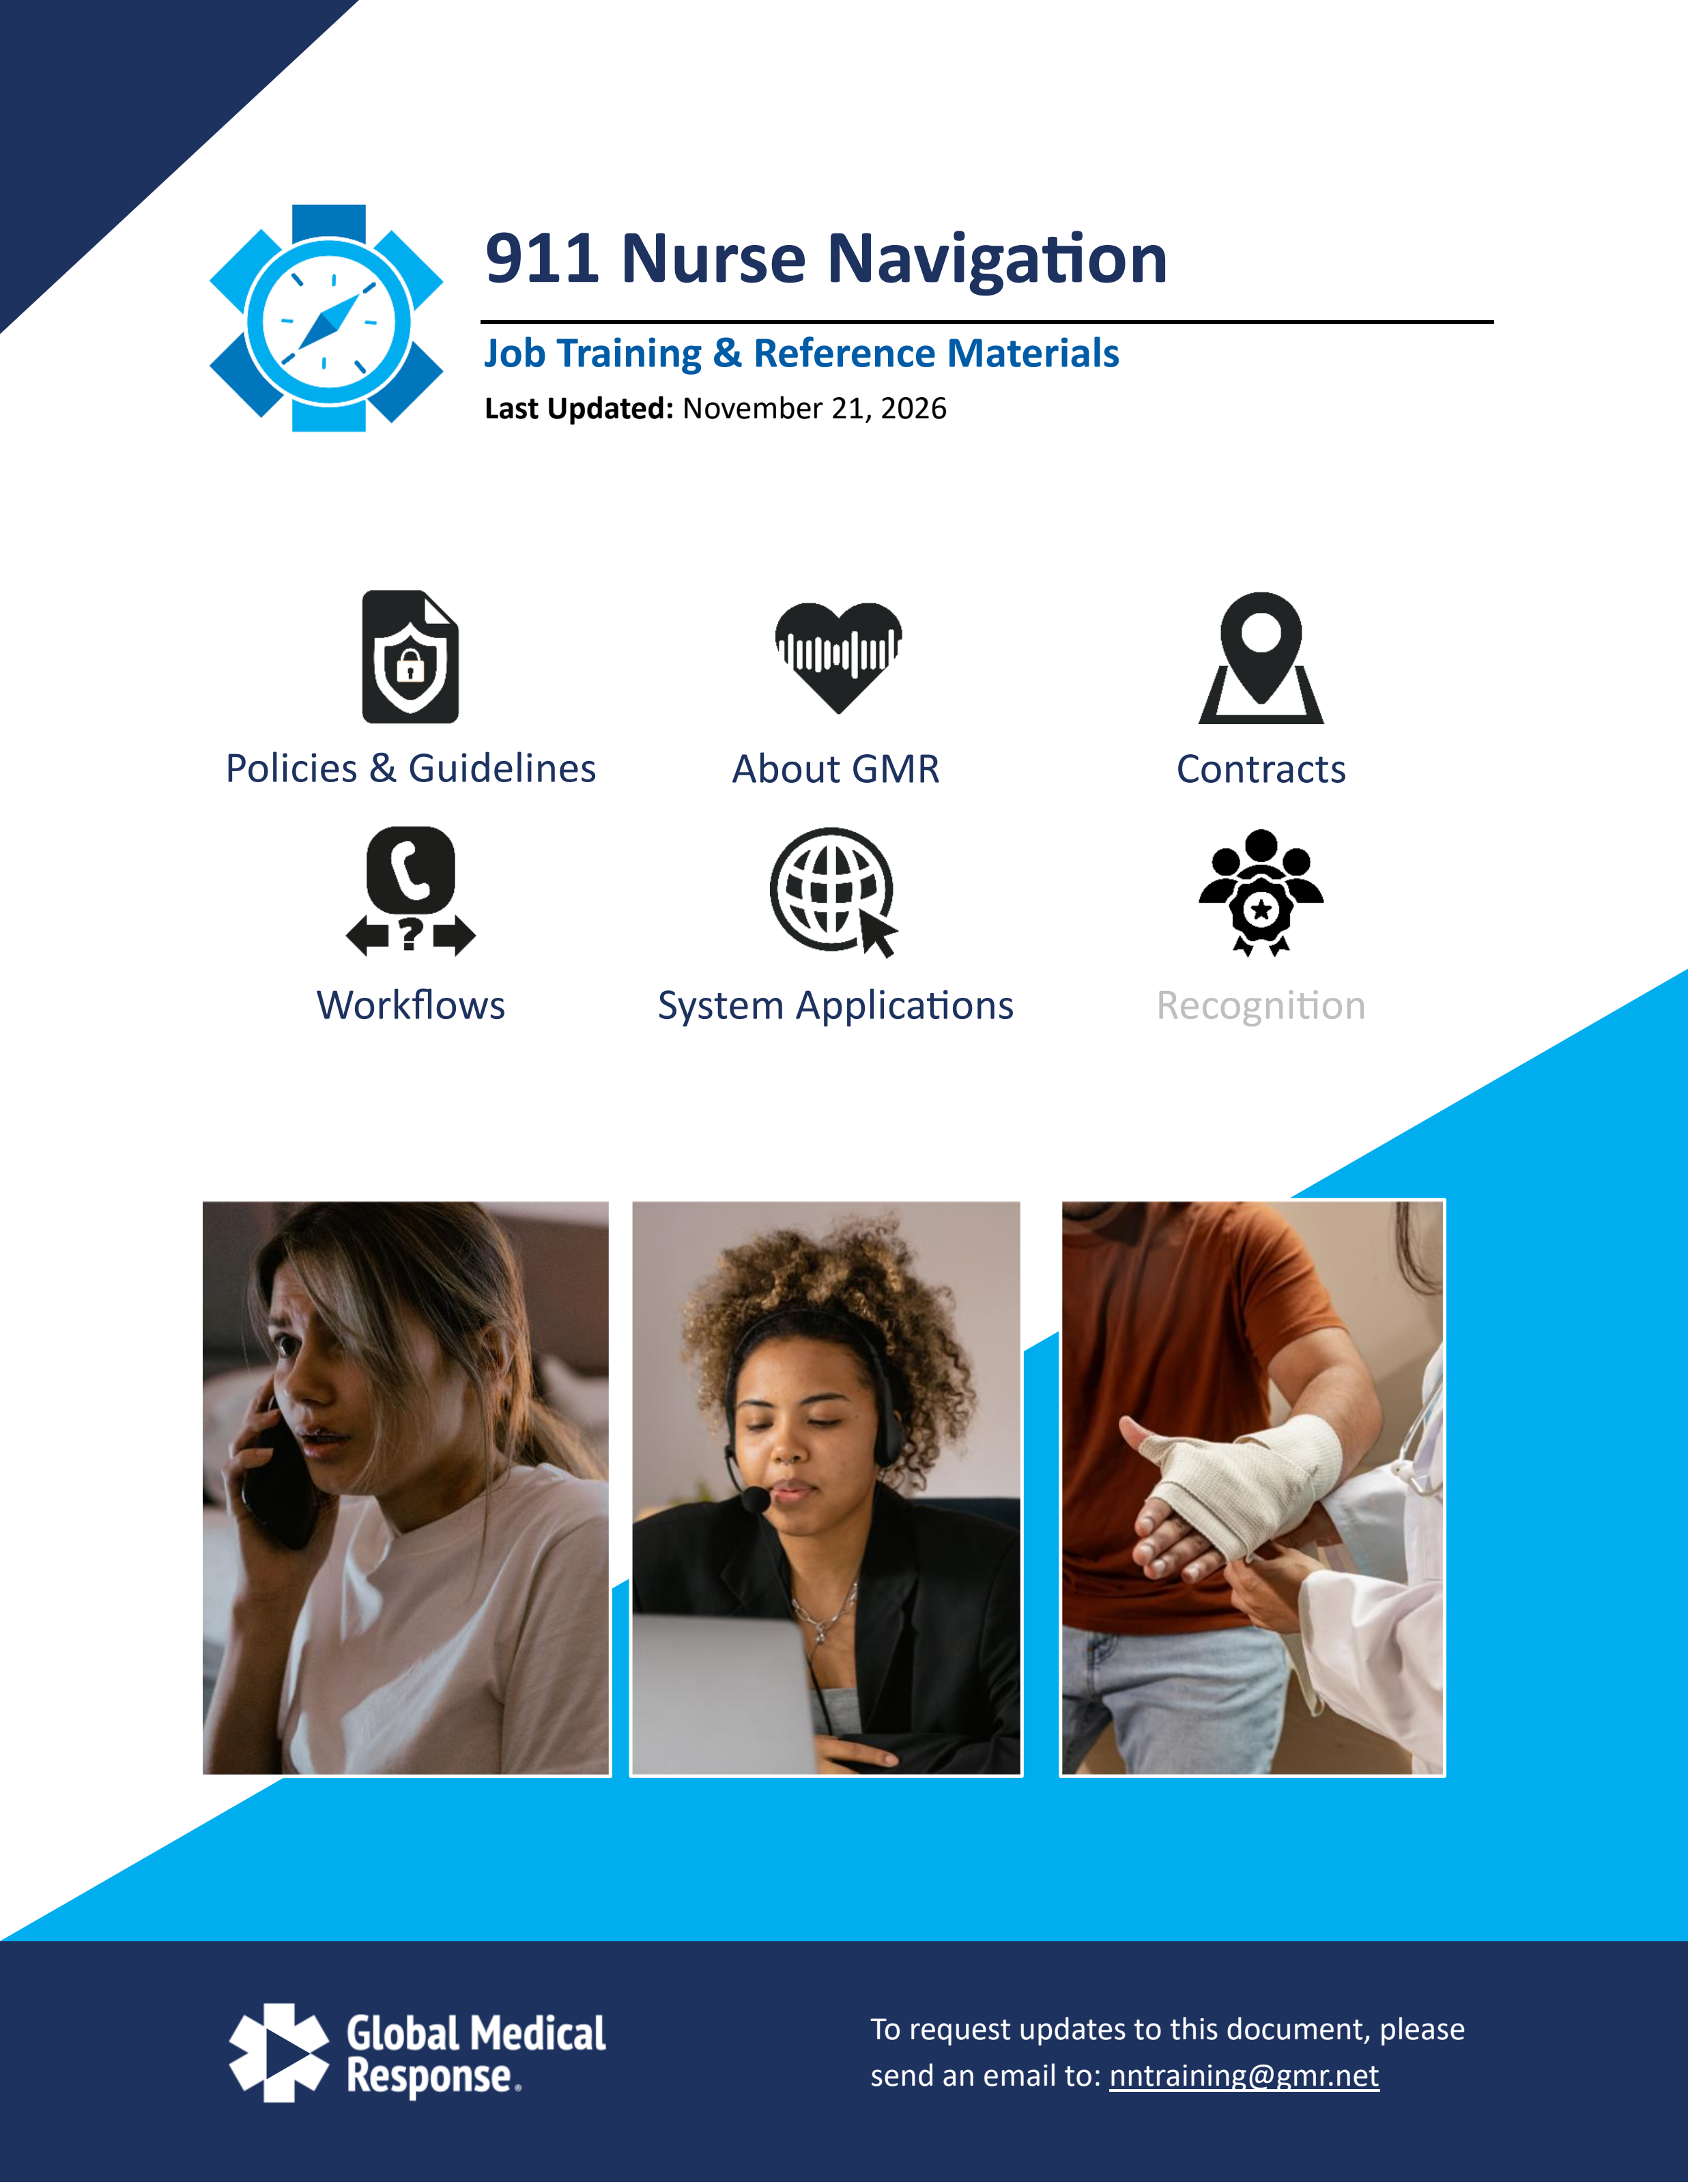 911 Nurse Navigation
Job Training & Reference Materials
Last Updated: November 21, 2026
Policies & Guidelines
About GMR
Contracts
?
Workflows
System Applications
Recognition
Global Medical
Response®
To request updates to this document, please
send an email to: nntraining@gmr.net